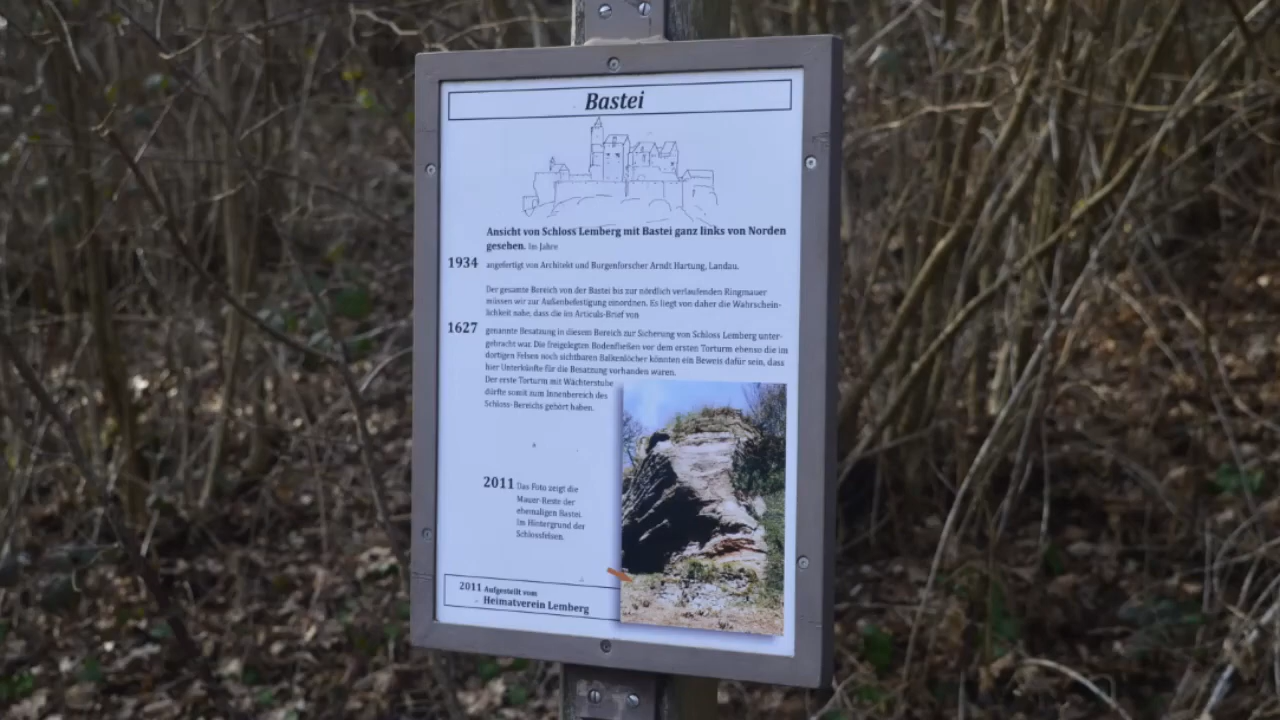 Bastei
Ansicht von Schloss Lemberg mit Bastei ganz links von Norden
gesehen. Im Jahre
1934 angefertigt von Architekt und Burgenforscher Arndt Hartung, Landau.
Der gesamte Bereich von der Bastei bis zur nördlich verlaufenden Ringmauer
müssen wir zur Außenbefestigung einordnen. Es liegt von daher die Wahrschein-
lichkeit nahe, dass die im Articuls-Brief von
1627 genannte Besatzung in diesem Bereich zur Sicherung von Schloss Lemberg unter-
gebracht war. Die freigelegten Bodenfließen vor dem ersten Torturm ebenso die im
dortigen Felsen noch sichtbaren Balkenlöcher könnten ein Beweis dafür sein, dass
hier Unterkünfte für die Besatzung vorhanden waren.
Der erste Torturm mit Wächterstube
dürfte somit zum Innenbereich des
Schloss-Bereichs gehört haben.
2011 Das Foto zeigt die
Mauer-Reste der
ehemaligen Bastei.
Im Hintergrund der
Schlossfelsen.
2011 Aufgestellt vom
Heimatverein Lemberg